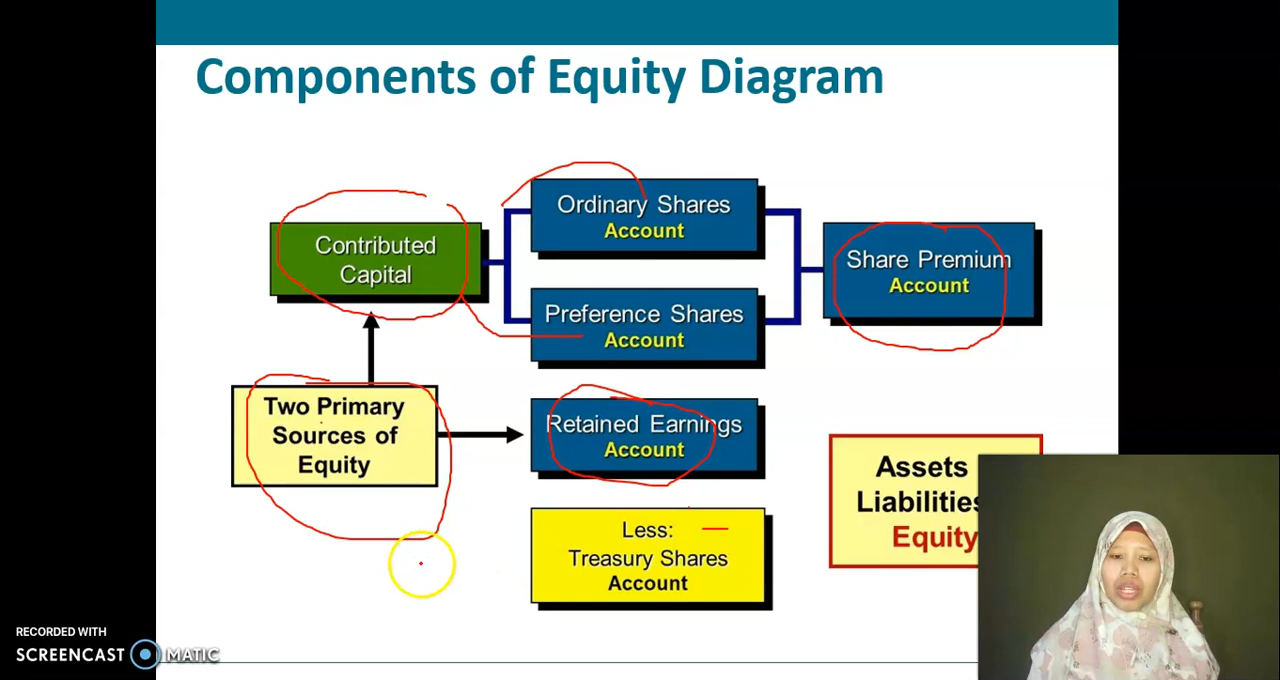 Components of Equity Diagram
Ordinary Shares
Account
Contributed
Capital
Share Premium
Account
Preference Shares
Account
Two Primary
Sources of
Equity
Retained Earnings
Account
Assets
Liabilities
Equity
Less:
Treasury Shares
Account
RECORDED WITH
SCREENCAST MATIC